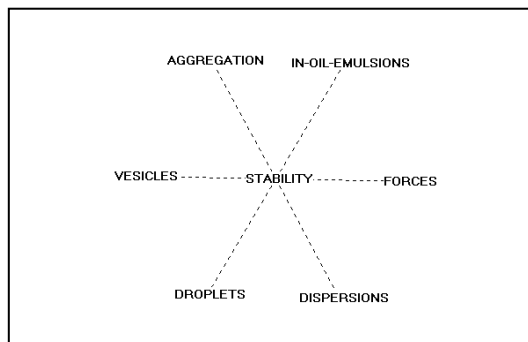 AGGREGATION IN-OIL-EMULSIONS
VESICLES STABILITY FORCES
DROPLETS DISPERSIONS